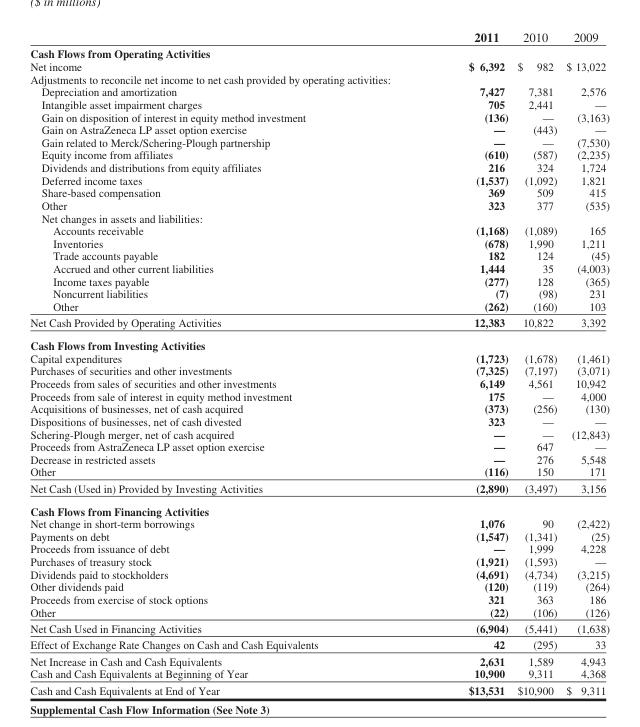 ($ in millions)
2011 2010 2009
Cash Flows from Operating Activities
Net income $ 6,392 $ 982 $ 13,022
Adjustments to reconcile net income to net cash provided by operating activities:
Depreciation and amortization 7,427 7,381 2,576
Intangible asset impairment charges 705 2,441 —
Gain on disposition of interest in equity method investment (136) — (3,163)
Gain on AstraZeneca LP asset option exercise — (443) —
Gain related to Merck/Schering-Plough partnership — — (7,530)
Equity income from affiliates (610) (587) (2,235)
Dividends and distributions from equity affiliates 216 324 1,724
Deferred income taxes (1,537) (1,092) 1,821
Share-based compensation 369 509 415
Other 323 377 (535)
Net changes in assets and liabilities:
Accounts receivable (1,168) (1,089) 165
Inventories (678) 1,990 1,211
Trade accounts payable 182 124 (45)
Accrued and other current liabilities 1,444 35 (4,003)
Income taxes payable (277) 128 (365)
Noncurrent liabilities (7) (98) 231
Other (262) (160) 103
Net Cash Provided by Operating Activities 12,383 10,822 3,392
Cash Flows from Investing Activities
Capital expenditures (1,723) (1,678) (1,461)
Purchases of securities and other investments (7,325) (7,197) (3,071)
Proceeds from sales of securities and other investments 6,149 4,561 10,942
Proceeds from sale of interest in equity method investment 175 — 4,000
Acquisitions of businesses, net of cash acquired (373) (256) (130)
Dispositions of businesses, net of cash divested 323 — —
Schering-Plough merger, net of cash acquired — — (12,843)
Proceeds from AstraZeneca LP asset option exercise — 647 —
Decrease in restricted assets — 276 5,548
Other (116) 150 171
Net Cash (Used in) Provided by Investing Activities (2,890) (3,497) 3,156
Cash Flows from Financing Activities
Net change in short-term borrowings 1,076 90 (2,422)
Payments on debt (1,547) (1,341) (25)
Proceeds from issuance of debt — 1,999 4,228
Purchases of treasury stock (1,921) (1,593) —
Dividends paid to stockholders (4,691) (4,734) (3,215)
Other dividends paid (120) (119) (264)
Proceeds from exercise of stock options 321 363 186
Other (22) (106) (126)
Net Cash Used in Financing Activities (6,904) (5,441) (1,638)
Effect of Exchange Rate Changes on Cash and Cash Equivalents 42 (295) 33
Net Increase in Cash and Cash Equivalents 2,631 1,589 4,943
Cash and Cash Equivalents at Beginning of Year 10,900 9,311 4,368
Cash and Cash Equivalents at End of Year $13,531 $10,900 $ 9,311
Supplemental Cash Flow Information (See Note 3)